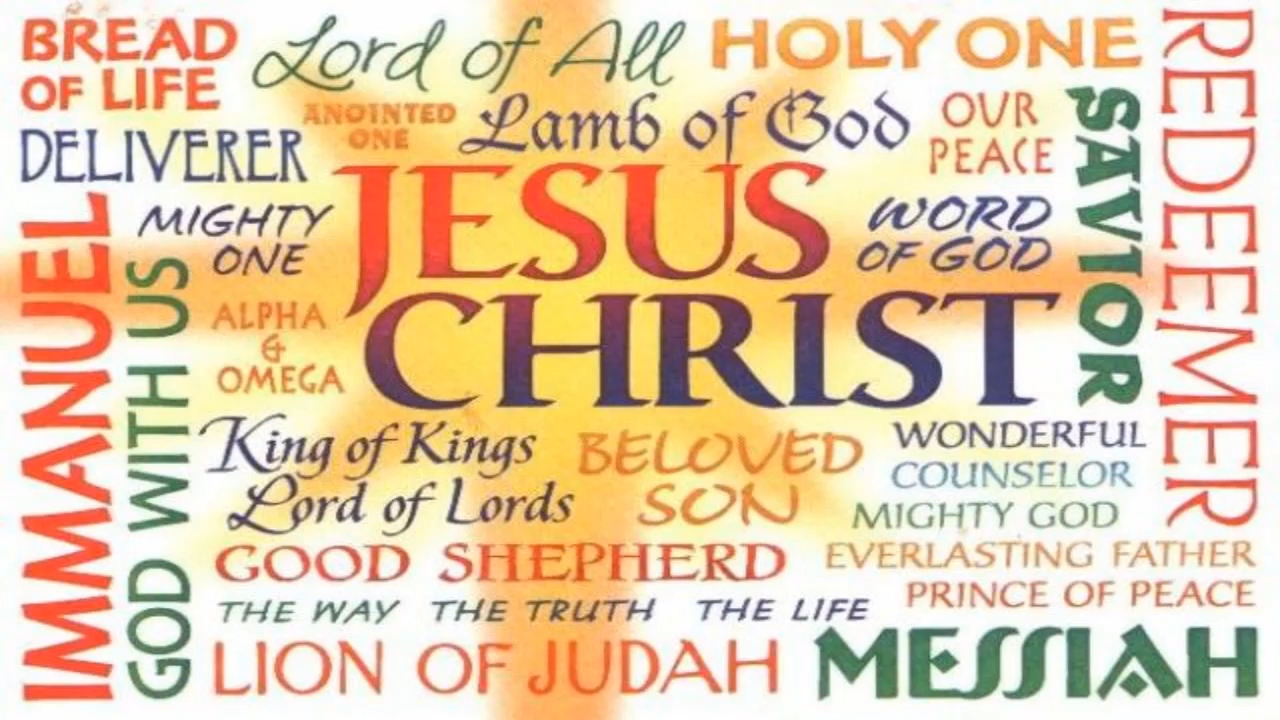 BREAD
OF LIFE
Lord of All
HOLY ONE
REDEEMER
ANOINTED
ONE
Lamb of God
OUR
PEACE
SAVIOR
DELIVERER
JESUS
CHRIST
IMMANUEL
MIGHTY
ONE
WORD
OF GOD
GOD WITH US
ALPHA
&
OMEGA
King of Kings
Lord of Lords
BELOVED
SON
WONDERFUL
COUNSELOR
MIGHTY GOD
EVERLASTING FATHER
PRINCE OF PEACE
GOOD SHEPHERD
THE WAY THE TRUTH THE LIFE
LION OF JUDAH
MESSIAH